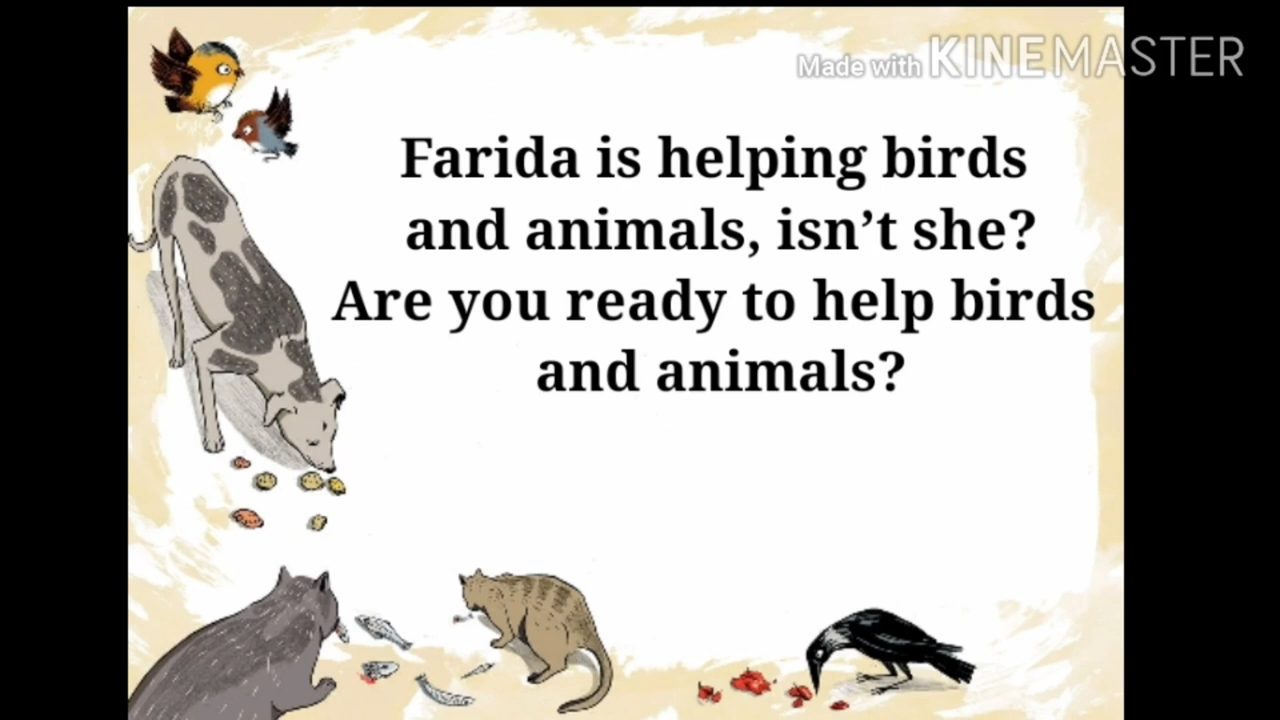 Made with KINEMASTER
Farida is helping birds
and animals, isn’t she?
Are you ready to help birds
and animals?